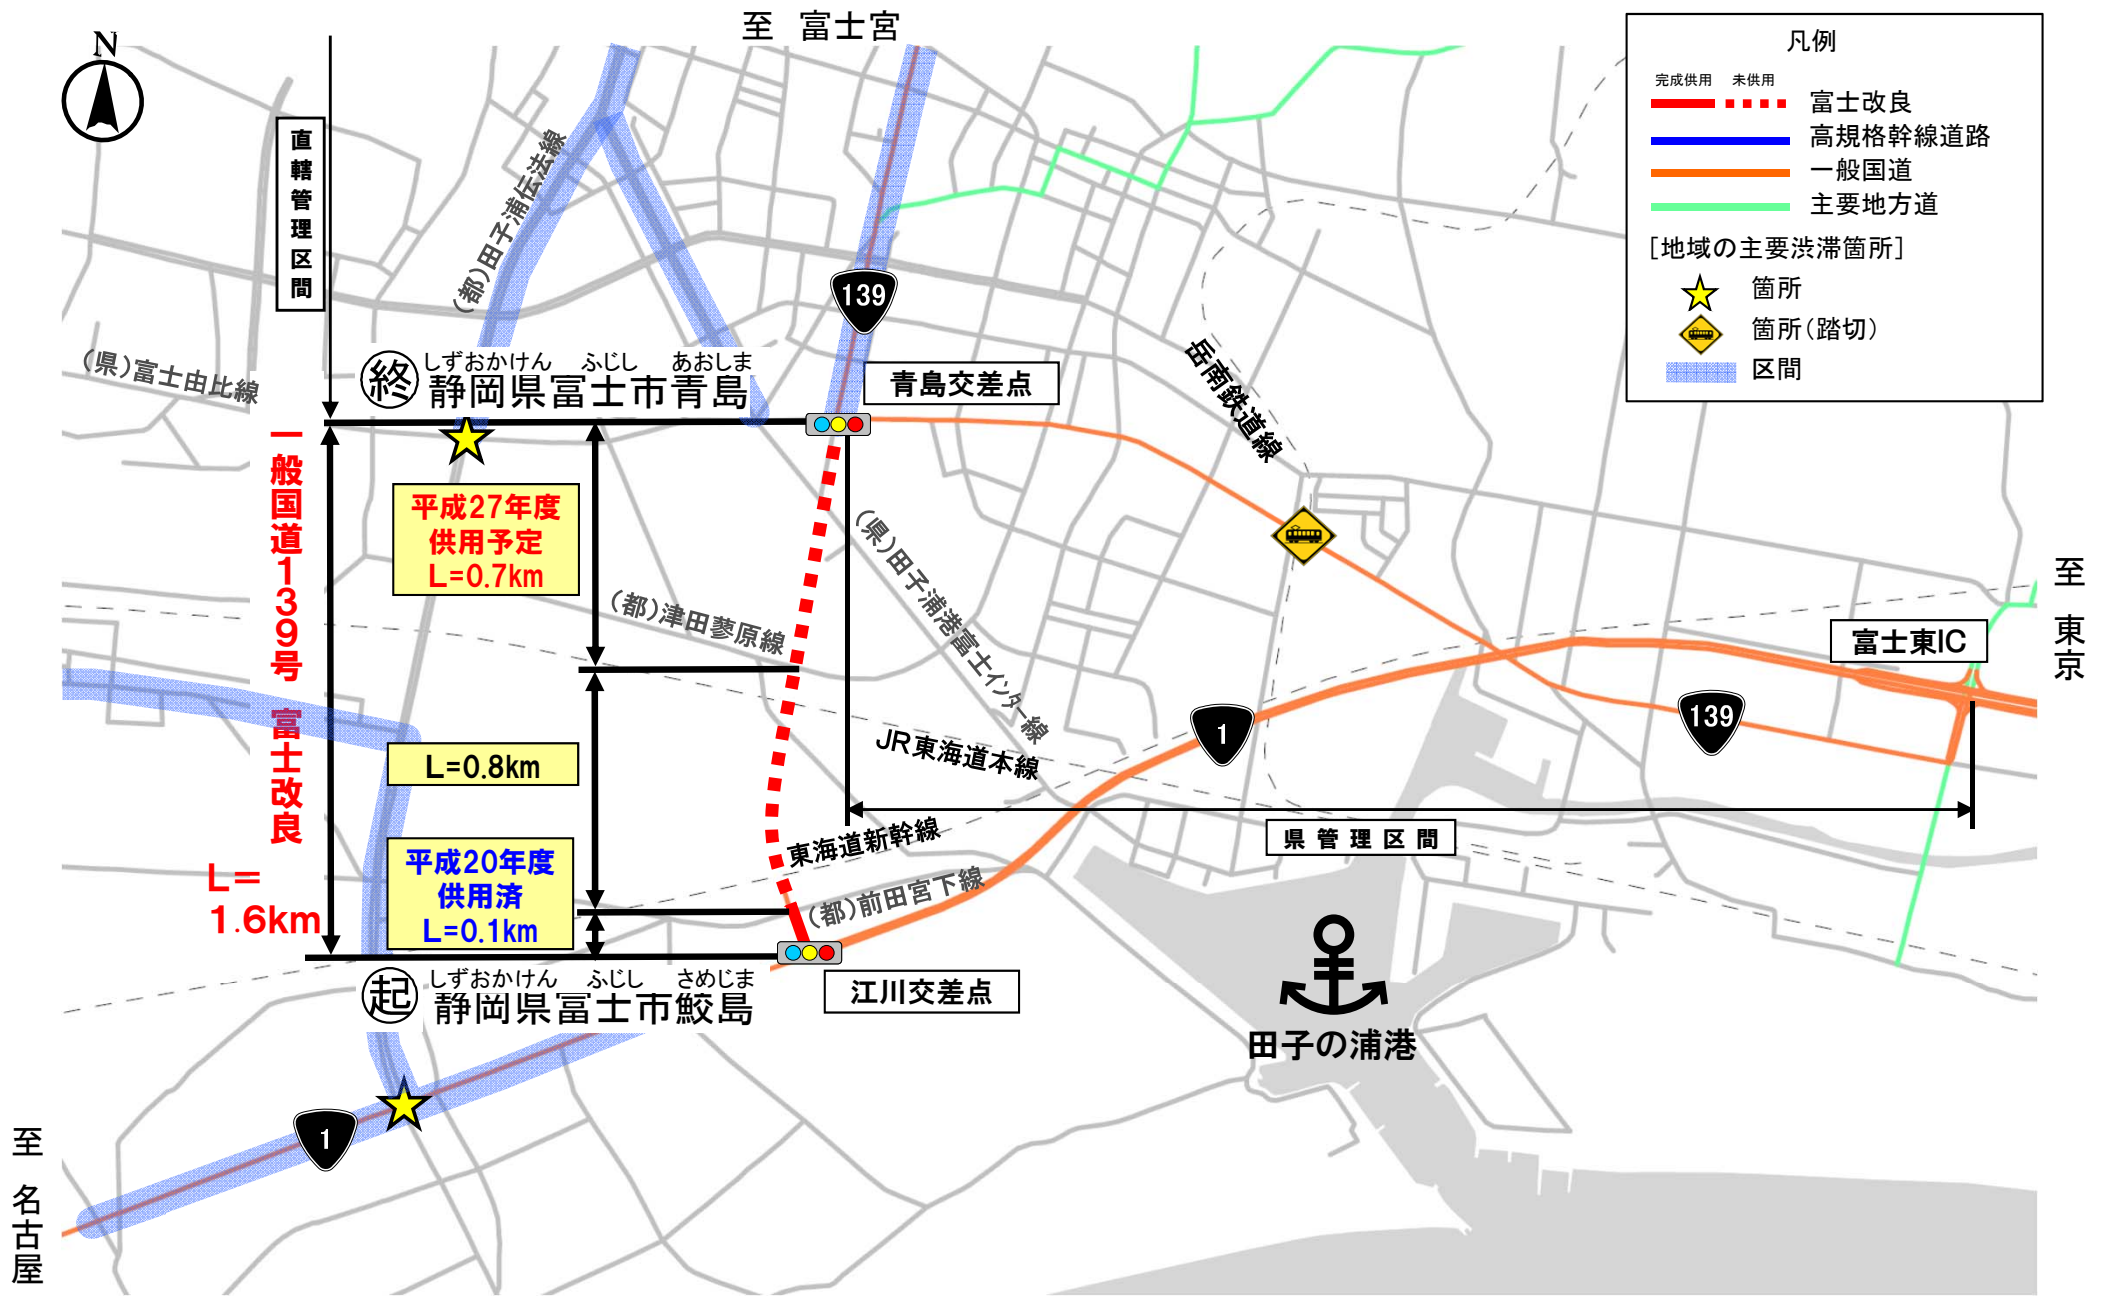 至　富士宮
N
直轄管理区間
凡例
完成供用　未供用
富士改良
高規格幹線道路
一般国道
主要地方道
［地域の主要渋滞箇所］
箇所
箇所（踏切）
区間
（都）田子浦伝法線
139
（県）富士由比線
しずおかけん　ふじし　あおしま
終 静岡県富士市青島
青島交差点
岳南鉄道線
一般国道１３９号　富士改良
L＝
１.６km
平成27年度
供用予定
L=0.7km
（都）津田蓼原線
（県）田子浦港富士インター線
至　東京
富士東IC
139
1
JR東海道本線
L=0.8km
東海道新幹線
県管理区間
平成20年度
供用済
L=0.1km
（都）前田宮下線
しずおかけん　ふじし　さめじま
起 静岡県富士市鮫島
江川交差点
田子の浦港
1
至　名古屋